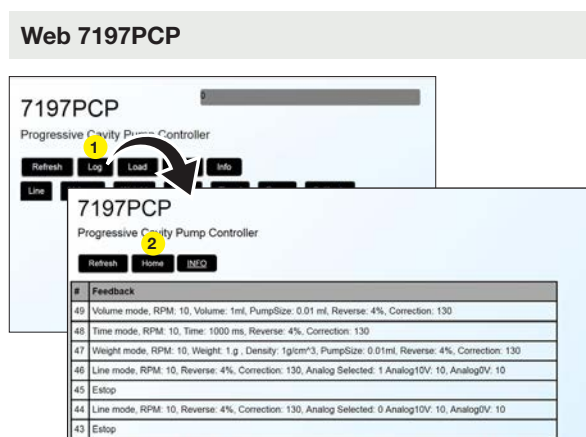 Web 7197PCP
7197PCP
0
Progressive Cavity Pump Controller
1
Refresh Log Load Info
Line
7197PCP
Progressive Cavity Pump Controller
2
Refresh Home INFO
# Feedback
49 Volume mode, RPM: 10, Volume: 1ml, PumpSize: 0.01 ml, Reverse: 4%, Correction: 130
48 Time mode, RPM: 10, Time: 1000 ms, Reverse: 4%, Correction: 130
47 Weight mode, RPM: 10, Weight: 1.g , Density: 1g/cm^3, PumpSize: 0.01ml, Reverse: 4%, Correction: 130
46 Line mode, RPM: 10, Reverse: 4%, Correction: 130, Analog Selected: 1 Analog10V: 10, Analog0V: 10
45 Estop
44 Line mode, RPM: 10, Reverse: 4%, Correction: 130, Analog Selected: 0 Analog10V: 10, Analog0V: 10
43 Estop